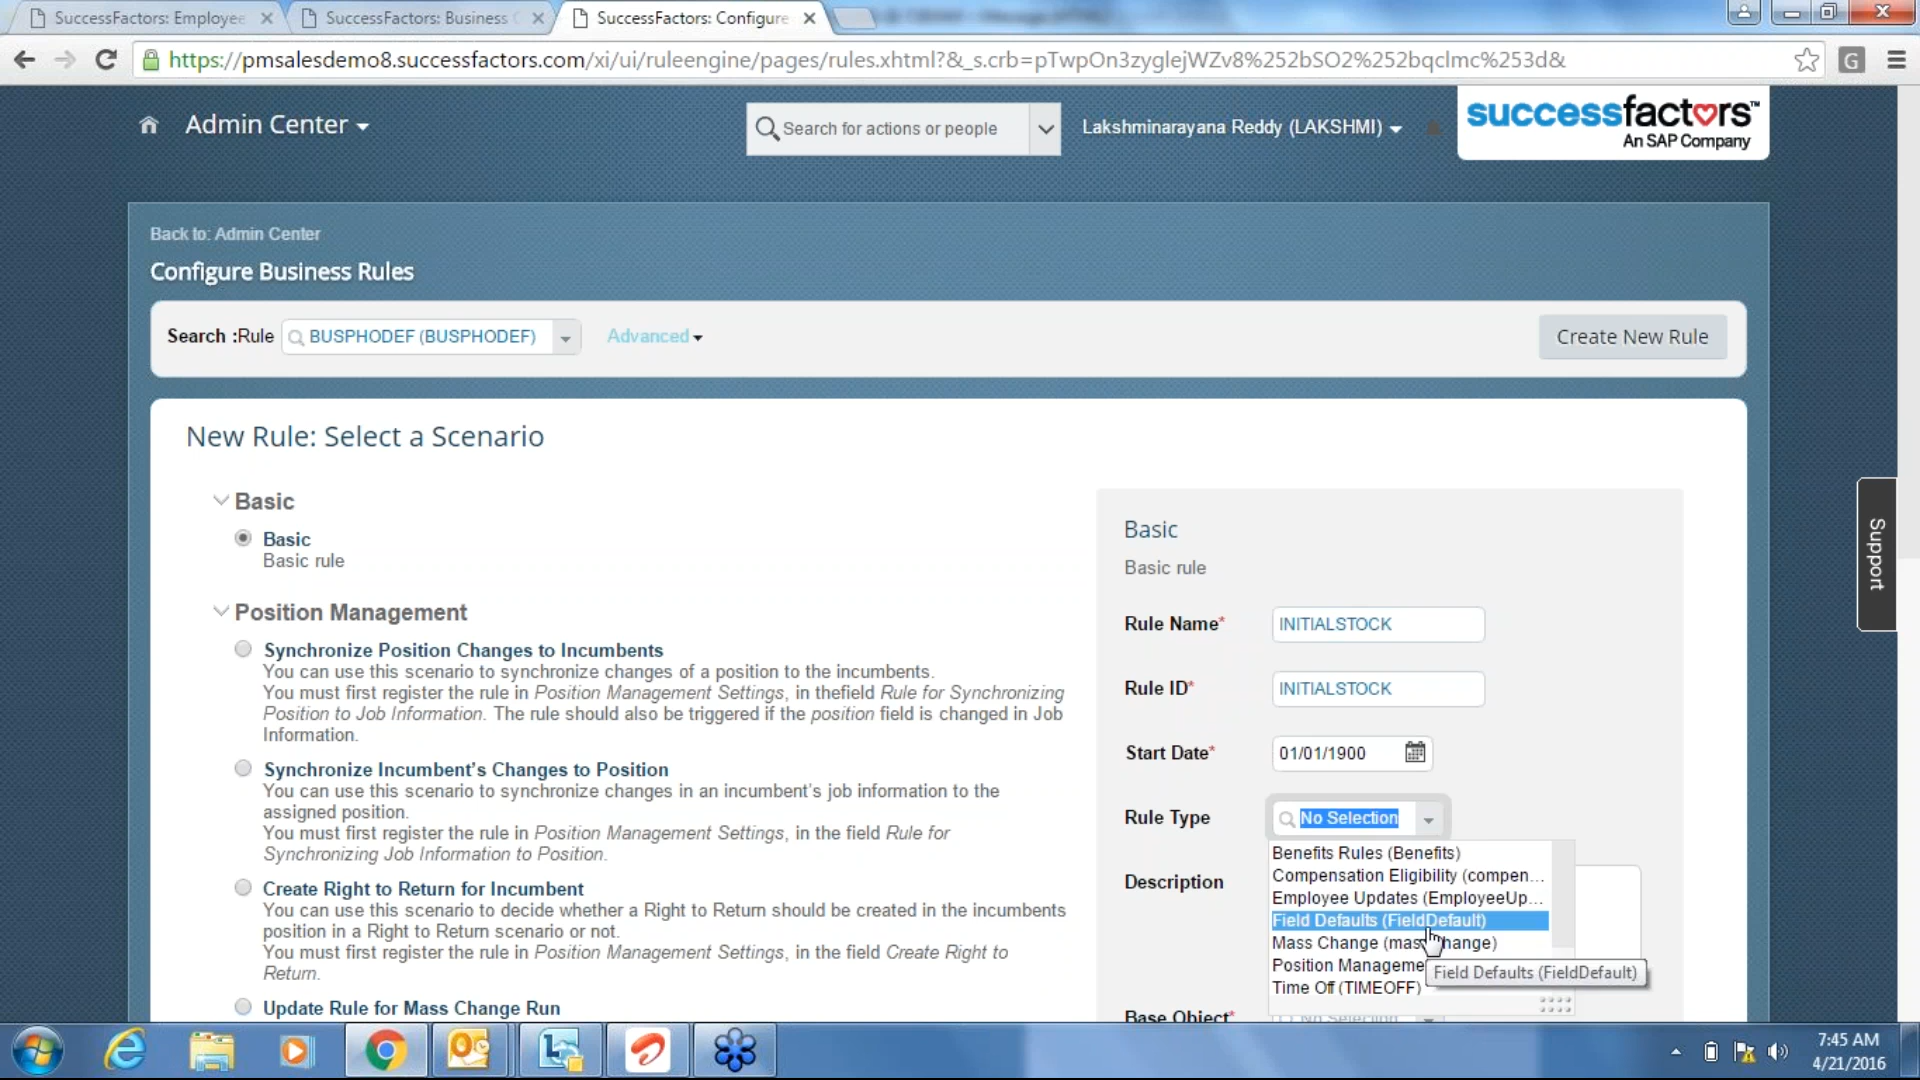 SuccessFactors: Employee
SuccessFactors: Business
SuccessFactors: Configure
https://pmsalesdemo8.successfactors.com/xi/ui/ruleengine/pages/rules.xhtml?&_s.crb=pTwpOn3zyglejWZv8%252bSO2%252bqclmc%253d&
G
Admin Center
Search for actions or people
Lakshminarayana Reddy (LAKSHMI)
successfactors™
An SAP Company
Back to: Admin Center
Configure Business Rules
Search :Rule
BUSPHODEF (BUSPHODEF)
Advanced
Create New Rule
New Rule: Select a Scenario
Basic
Basic
Basic rule
Position Management
Synchronize Position Changes to Incumbents
You can use this scenario to synchronize changes of a position to the incumbents.
You must first register the rule in Position Management Settings, in thefield Rule for Synchronizing
Position to Job Information. The rule should also be triggered if the position field is changed in Job
Information.
Synchronize Incumbent's Changes to Position
You can use this scenario to synchronize changes in an incumbent's job information to the
assigned position.
You must first register the rule in Position Management Settings, in the field Rule for
Synchronizing Job Information to Position.
Create Right to Return for Incumbent
You can use this scenario to decide whether a Right to Return should be created in the incumbents
position in a Right to Return scenario or not.
You must first register the rule in Position Management Settings, in the field Create Right to
Return.
Update Rule for Mass Change Run
Basic
Basic rule
Rule Name*
INITIALSTOCK
Rule ID*
INITIALSTOCK
Start Date*
01/01/1900
Rule Type
No Selection
Benefits Rules (Benefits)
Compensation Eligibility (compen...
Employee Updates (EmployeeUp...
Field Defaults (FieldDefault)
Mass Change (massChange)
Position Manageme
Field Defaults (FieldDefault)
Time Off (TIMEOFF)
Description
Base Object*
No Selection
Support
7:45 AM
4/21/2016